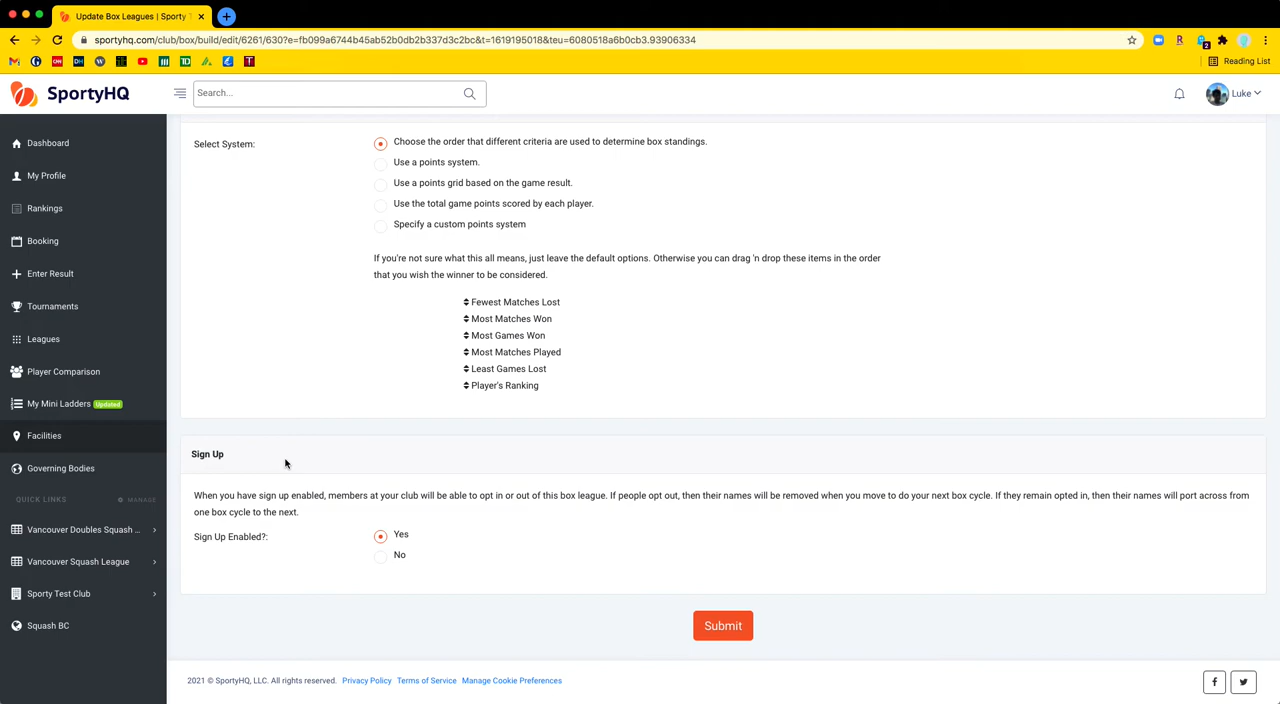 Update Box Leagues | Sporty
sportyhq.com/club/box/build/edit/6261/630?e=fb099a6744b45ab52b0db2b337d3c2bc&t=1619195018&teu=6080518a6b0cb3.93906334
Reading List
SportyHQ
Search...
Luke
Dashboard
My Profile
Rankings
Booking
Enter Result
Tournaments
Leagues
Player Comparison
My Mini Ladders Updated
Facilities
Governing Bodies
QUICK LINKS MANAGE
Vancouver Doubles Squash ...
Vancouver Squash League
Sporty Test Club
Squash BC
Select System:
Choose the order that different criteria are used to determine box standings.
Use a points system.
Use a points grid based on the game result.
Use the total game points scored by each player.
Specify a custom points system
If you're not sure what this all means, just leave the default options. Otherwise you can drag 'n drop these items in the order
that you wish the winner to be considered.
Fewest Matches Lost
Most Matches Won
Most Games Won
Most Matches Played
Least Games Lost
Player's Ranking
Sign Up
When you have sign up enabled, members at your club will be able to opt in or out of this box league. If people opt out, then their names will be removed when you move to do your next box cycle. If they remain opted in, then their names will port across from
one box cycle to the next.
Sign Up Enabled?:
Yes
No
Submit
2021 © SportyHQ, LLC. All rights reserved. Privacy Policy Terms of Service Manage Cookie Preferences